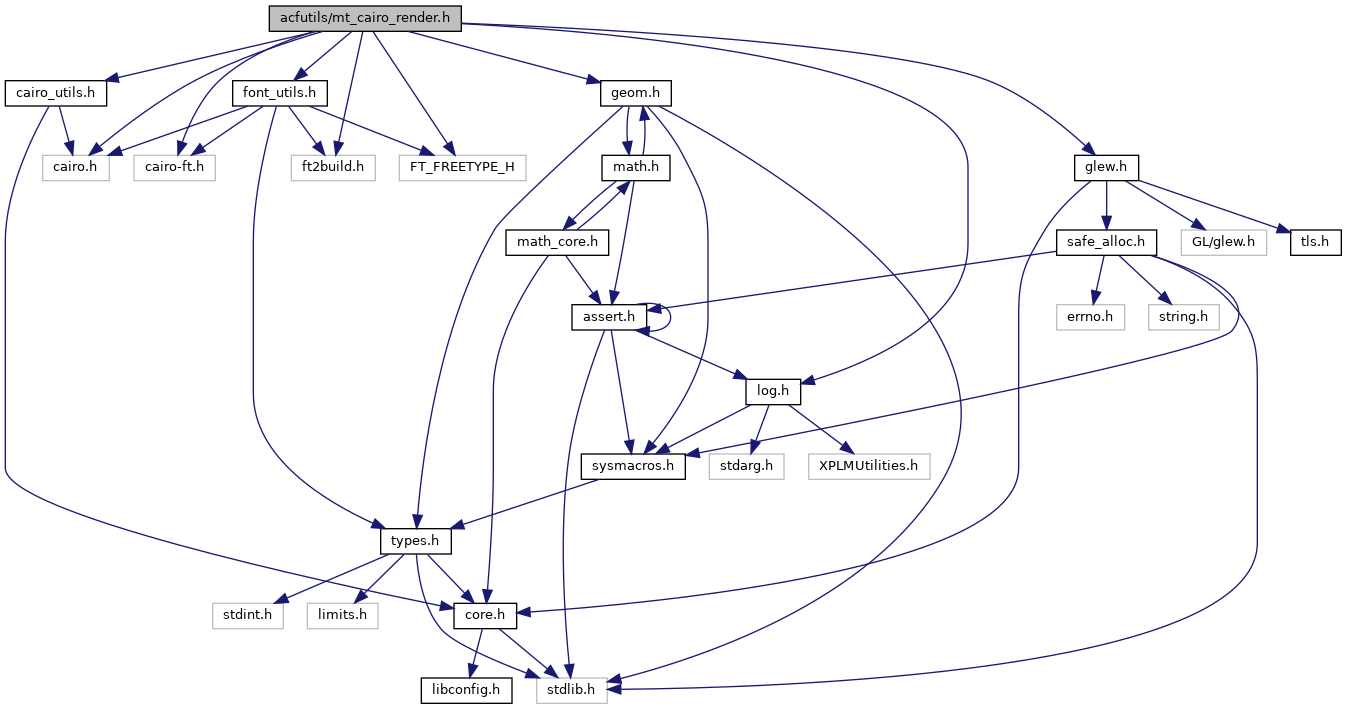 acfutils/mt_cairo_render.h
cairo_utils.h
font_utils.h
geom.h
cairo.h
cairo-ft.h
ft2build.h
FT_FREETYPE_H
math.h
glew.h
math_core.h
safe_alloc.h
GL/glew.h
tls.h
assert.h
errno.h
string.h
log.h
sysmacros.h
stdarg.h
XPLMUtilities.h
types.h
stdint.h
limits.h
core.h
libconfig.h
stdlib.h